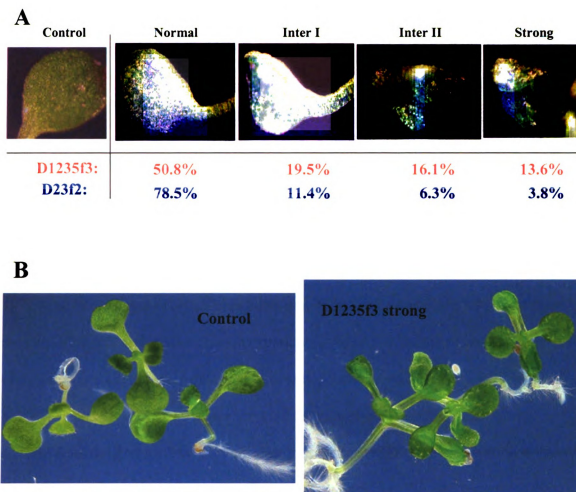 A
Control Normal Inter I Inter II Strong
D1235f3: 50.8% 19.5% 16.1% 13.6%
D23f2: 78.5% 11.4% 6.3% 3.8%
B
Control
D1235f3 strong